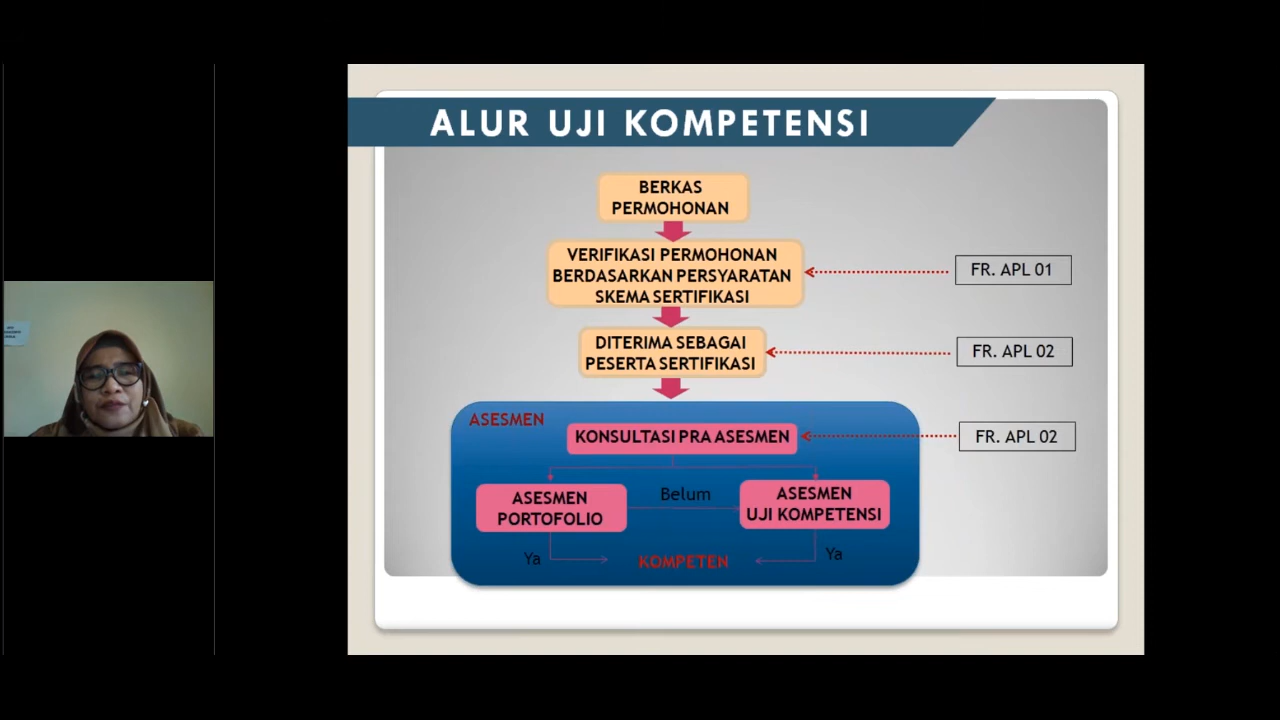 ALUR UJI KOMPETENSI
BERKAS
PERMOHONAN
VERIFIKASI PERMOHONAN
BERDASARKAN PERSYARATAN
SKEMA SERTIFIKASI
FR. APL 01
DITERIMA SEBAGAI
PESERTA SERTIFIKASI
FR. APL 02
ASESMEN
KONSULTASI PRA ASESMEN
FR. APL 02
ASESMEN
PORTOFOLIO
Belum
ASESMEN
UJI KOMPETENSI
Ya
KOMPETEN
Ya